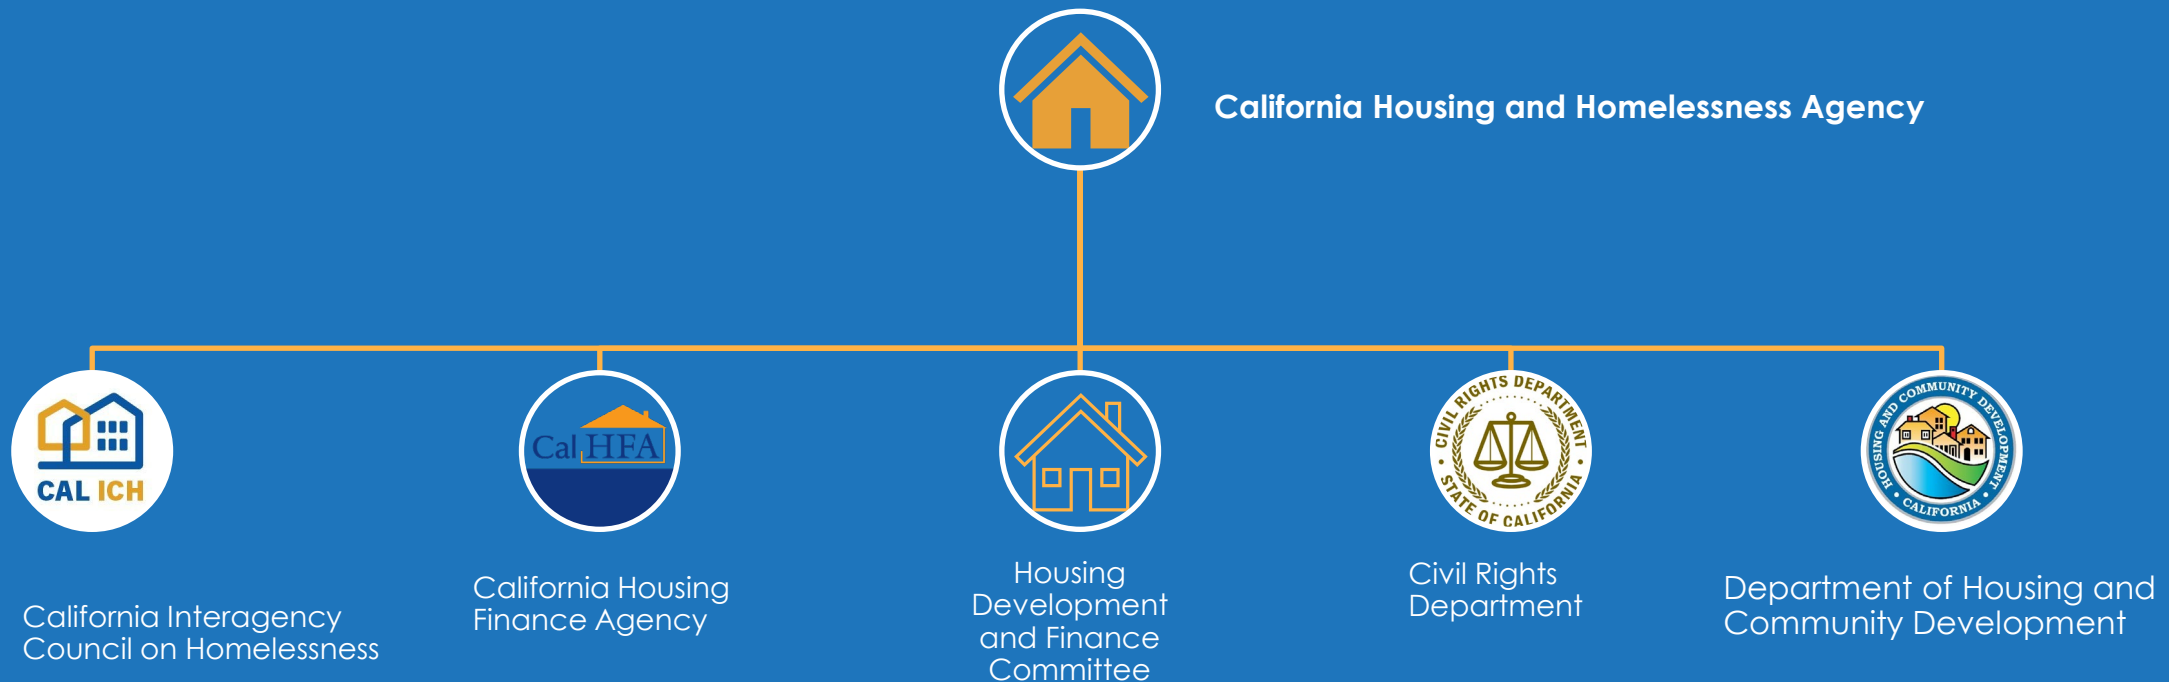 California Housing and Homelessness Agency
CAL ICH
Cal HFA
CIVIL RIGHTS DEPARTMENT
STATE OF CALIFORNIA
HOUSING AND COMMUNITY DEVELOPMENT
CALIFORNIA
California Interagency
Council on Homelessness
California Housing
Finance Agency
Housing
Development
and Finance
Committee
Civil Rights
Department
Department of Housing and
Community Development